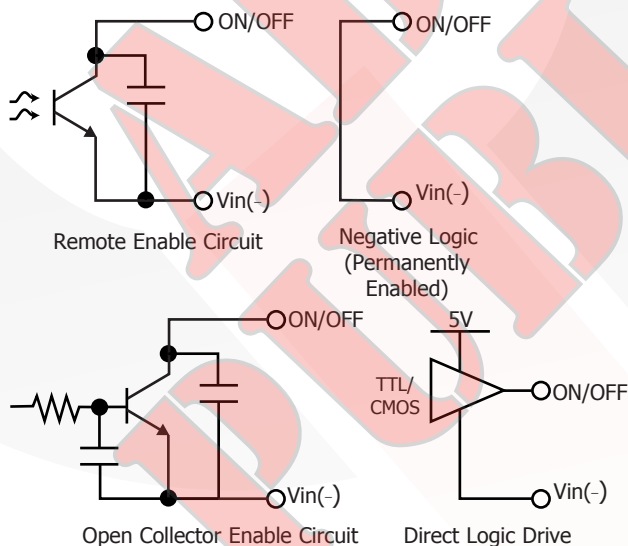 ON/OFF
Vin(-)
Remote Enable Circuit
ON/OFF
Vin(-)
Negative Logic
(Permanently
Enabled)
ON/OFF
Vin(-)
Open Collector Enable Circuit
5V
TTL/
CMOS
ON/OFF
Vin(-)
Direct Logic Drive